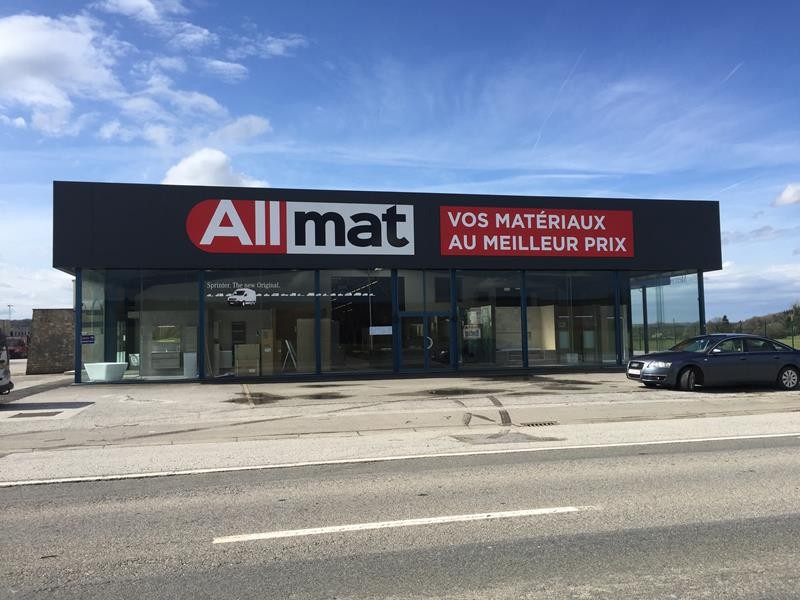 Allmat
VOS MATÉRIAUX
AU MEILLEUR PRIX
Sprinter. The new Original.